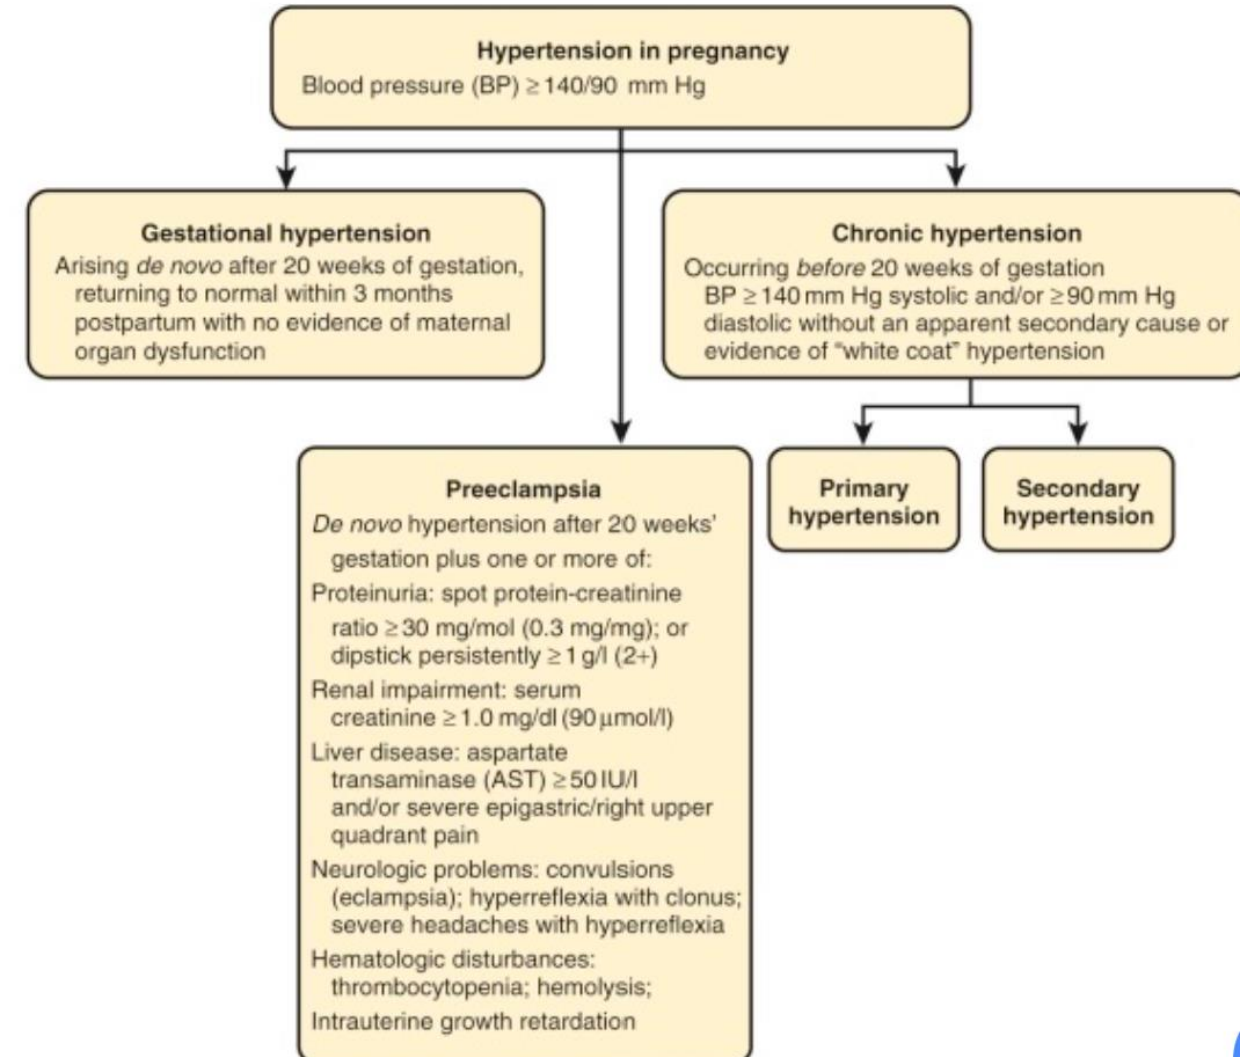 Hypertension in pregnancy
Blood pressure (BP) ≥ 140/90 mm Hg
Gestational hypertension
Arising de novo after 20 weeks of gestation,
returning to normal within 3 months
postpartum with no evidence of maternal
organ dysfunction
Chronic hypertension
Occurring before 20 weeks of gestation
BP ≥ 140 mm Hg systolic and/or ≥ 90 mm Hg
diastolic without an apparent secondary cause or
evidence of “white coat” hypertension
Preeclampsia
De novo hypertension after 20 weeks’
gestation plus one or more of:
Proteinuria: spot protein-creatinine
ratio ≥ 30 mg/mol (0.3 mg/mg); or
dipstick persistently ≥ 1 g/l (2+)
Renal impairment: serum
creatinine ≥ 1.0 mg/dl (90 µmol/l)
Liver disease: aspartate
transaminase (AST) ≥ 50 IU/l
and/or severe epigastric/right upper
quadrant pain
Neurologic problems: convulsions
(eclampsia); hyperreflexia with clonus;
severe headaches with hyperreflexia
Hematologic disturbances:
thrombocytopenia; hemolysis;
Intrauterine growth retardation
Primary
hypertension
Secondary
hypertension